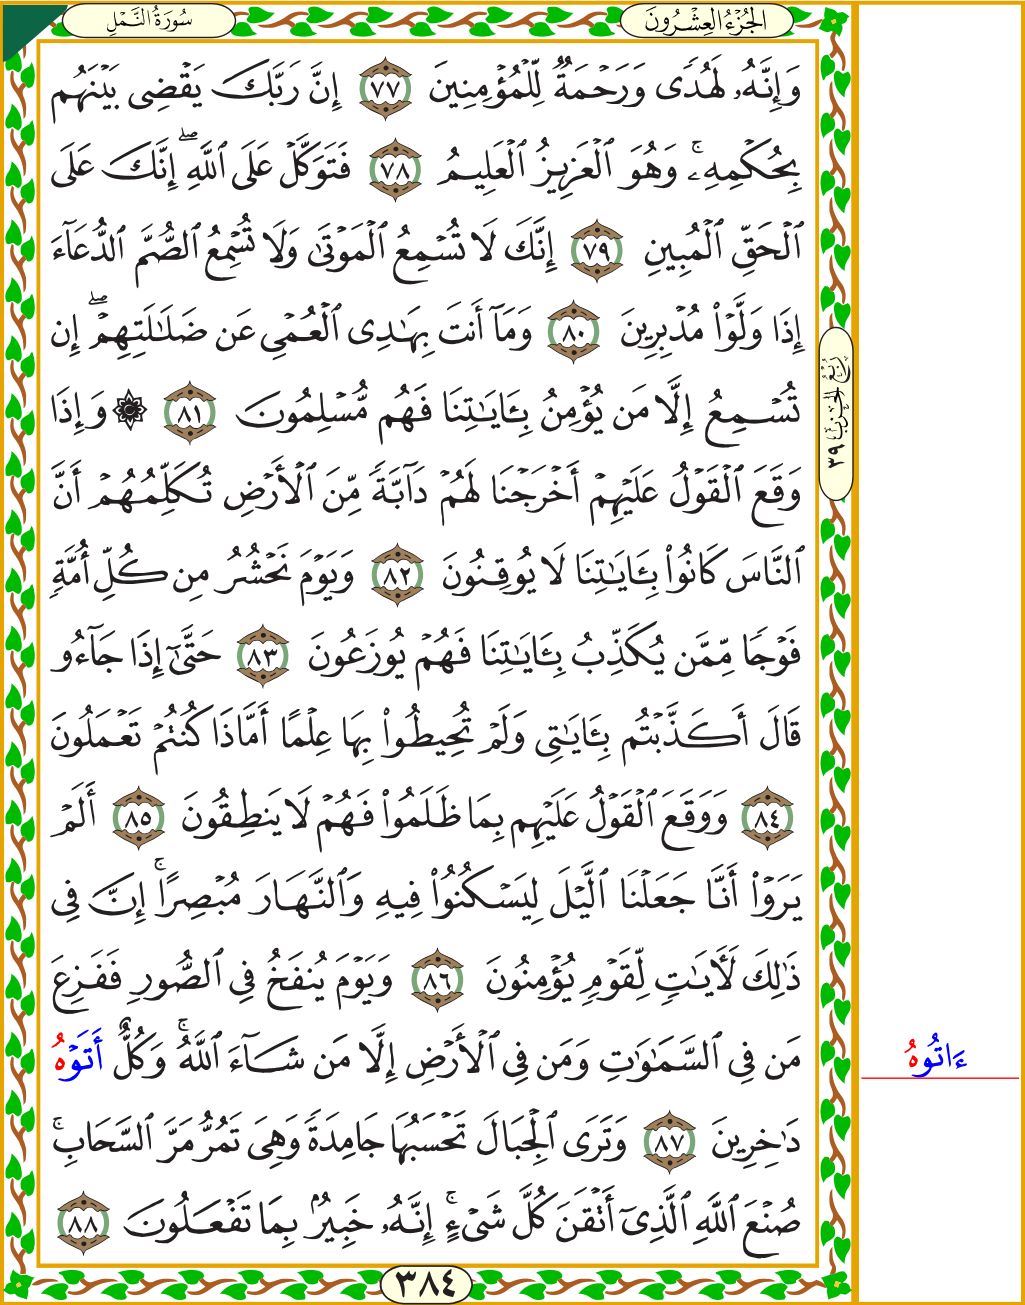 الجُزْءُ العِشْرُونَ
سُورَةُ النَّمْلِ
وَإِنَّهُۥ لَهُدٗى وَرَحۡمَةٞ لِّلۡمُؤۡمِنِينَ ٧٧ إِنَّ رَبَّكَ يَقۡضِي بَيۡنَهُم
بِحُكۡمِهِۦۚ وَهُوَ ٱلۡعَزِيزُ ٱلۡعَلِيمُ ٧٨ فَتَوَكَّلۡ عَلَى ٱللَّهِۖ إِنَّكَ عَلَى
ٱلۡحَقِّ ٱلۡمُبِينِ ٧٩ إِنَّكَ لَا تُسۡمِعُ ٱلۡمَوۡتَىٰ وَلَا تُسۡمِعُ ٱلصُّمَّ ٱلدُّعَآءَ
إِذَا وَلَّوۡاْ مُدۡبِرِينَ ٨٠ وَمَآ أَنتَ بِهَٰدِي ٱلۡعُمۡيِ عَن ضَلَٰلَتِهِمۡۖ إِن
تُسۡمِعُ إِلَّا مَن يُؤۡمِنُ بِـَٔايَٰتِنَا فَهُم مُّسۡلِمُونَ ٨١ ۞ وَإِذَا
وَقَعَ ٱلۡقَوۡلُ عَلَيۡهِمۡ أَخۡرَجۡنَا لَهُمۡ دَآبَّةٗ مِّنَ ٱلۡأَرۡضِ تُكَلِّمُهُمۡ أَنَّ
ٱلنَّاسَ كَانُواْ بِـَٔايَٰتِنَا لَا يُوقِنُونَ ٨٢ وَيَوۡمَ نَحۡشُرُ مِن كُلِّ أُمَّةٖ
فَوۡجٗا مِّمَّن يُكَذِّبُ بِـَٔايَٰتِنَا فَهُمۡ يُوزَعُونَ ٨٣ حَتَّىٰٓ إِذَا جَآءُو
قَالَ أَكَذَّبۡتُم بِـَٔايَٰتِي وَلَمۡ تُحِيطُواْ بِهَا عِلۡمًا أَمَّاذَا كُنتُمۡ تَعۡمَلُونَ
٨٤ وَوَقَعَ ٱلۡقَوۡلُ عَلَيۡهِم بِمَا ظَلَمُواْ فَهُمۡ لَا يَنطِقُونَ ٨٥ أَلَمۡ
يَرَوۡاْ أَنَّا جَعَلۡنَا ٱلَّيۡلَ لِيَسۡكُنُواْ فِيهِ وَٱلنَّهَارَ مُبۡصِرًاۚ إِنَّ فِي
ذَٰلِكَ لَأٓيَٰتٖ لِّقَوۡمٖ يُؤۡمِنُونَ ٨٦ وَيَوۡمَ يُنفَخُ فِي ٱلصُّورِ فَفَزِعَ
مَن فِي ٱلسَّمَٰوَٰتِ وَمَن فِي ٱلۡأَرۡضِ إِلَّا مَن شَآءَ ٱللَّهُۚ وَكُلٌّ أَتَوۡهُ
دَٰخِرِينَ ٨٧ وَتَرَى ٱلۡجِبَالَ تَحۡسَبُهَا جَامِدَةٗ وَهِيَ تَمُرُّ مَرَّ ٱلسَّحَابِۚ
صُنۡعَ ٱللَّهِ ٱلَّذِيٓ أَتۡقَنَ كُلَّ شَيۡءٍۚ إِنَّهُۥ خَبِيرُۢ بِمَا تَفۡعَلُونَ ٨٨
٣٨٤
رُبْعُ الحِزْبِ ٣٩
ءَاتُوهُ